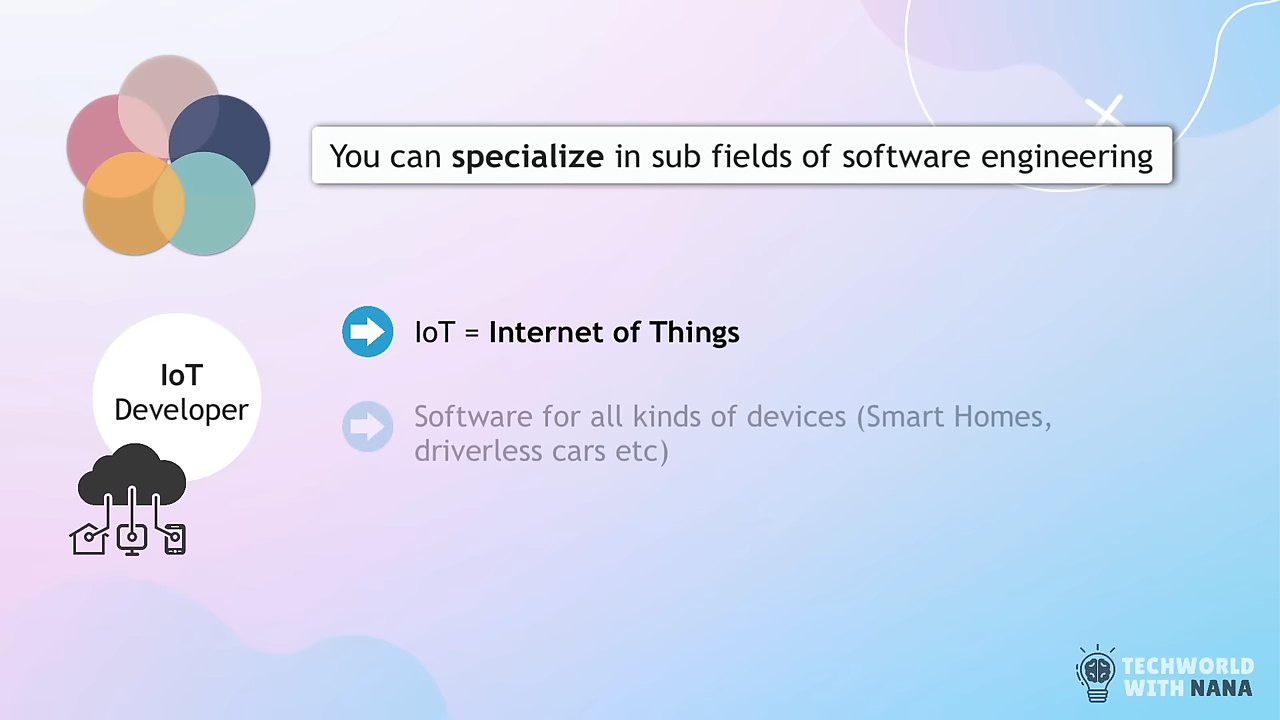 You can specialize in sub fields of software engineering
IoT
Developer
IoT = Internet of Things
Software for all kinds of devices (Smart Homes,
driverless cars etc)
TECHWORLD
WITH NANA